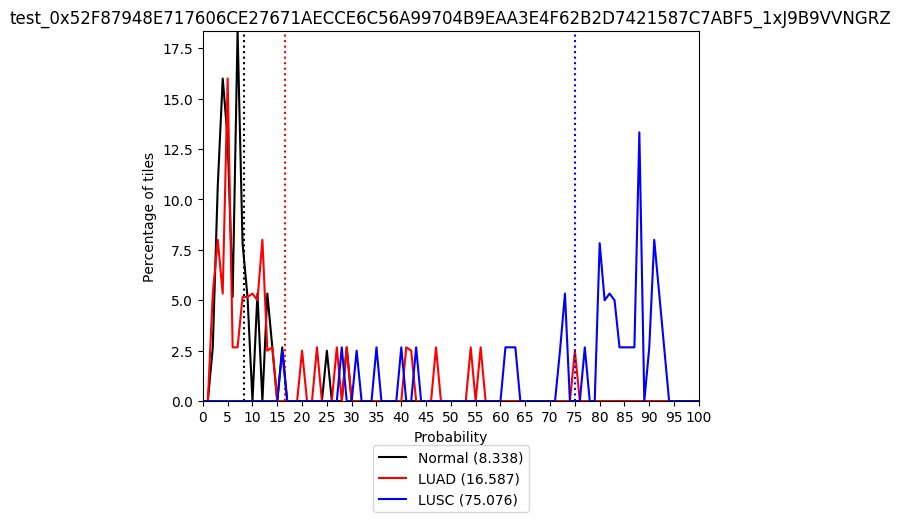 test_0x52F87948E717606CE27671AECCE6C56A99704B9EAA3E4F62B2D7421587C7ABF5_1xJ9B9VVNGRZ
17.5
15.0
12.5
10.0
7.5
5.0
2.5
0.0
Percentage of tiles
0 5 10 15 20 25 30 35 40 45 50 55 60 65 70 75 80 85 90 95 100
Probability
Normal (8.338)
LUAD (16.587)
LUSC (75.076)